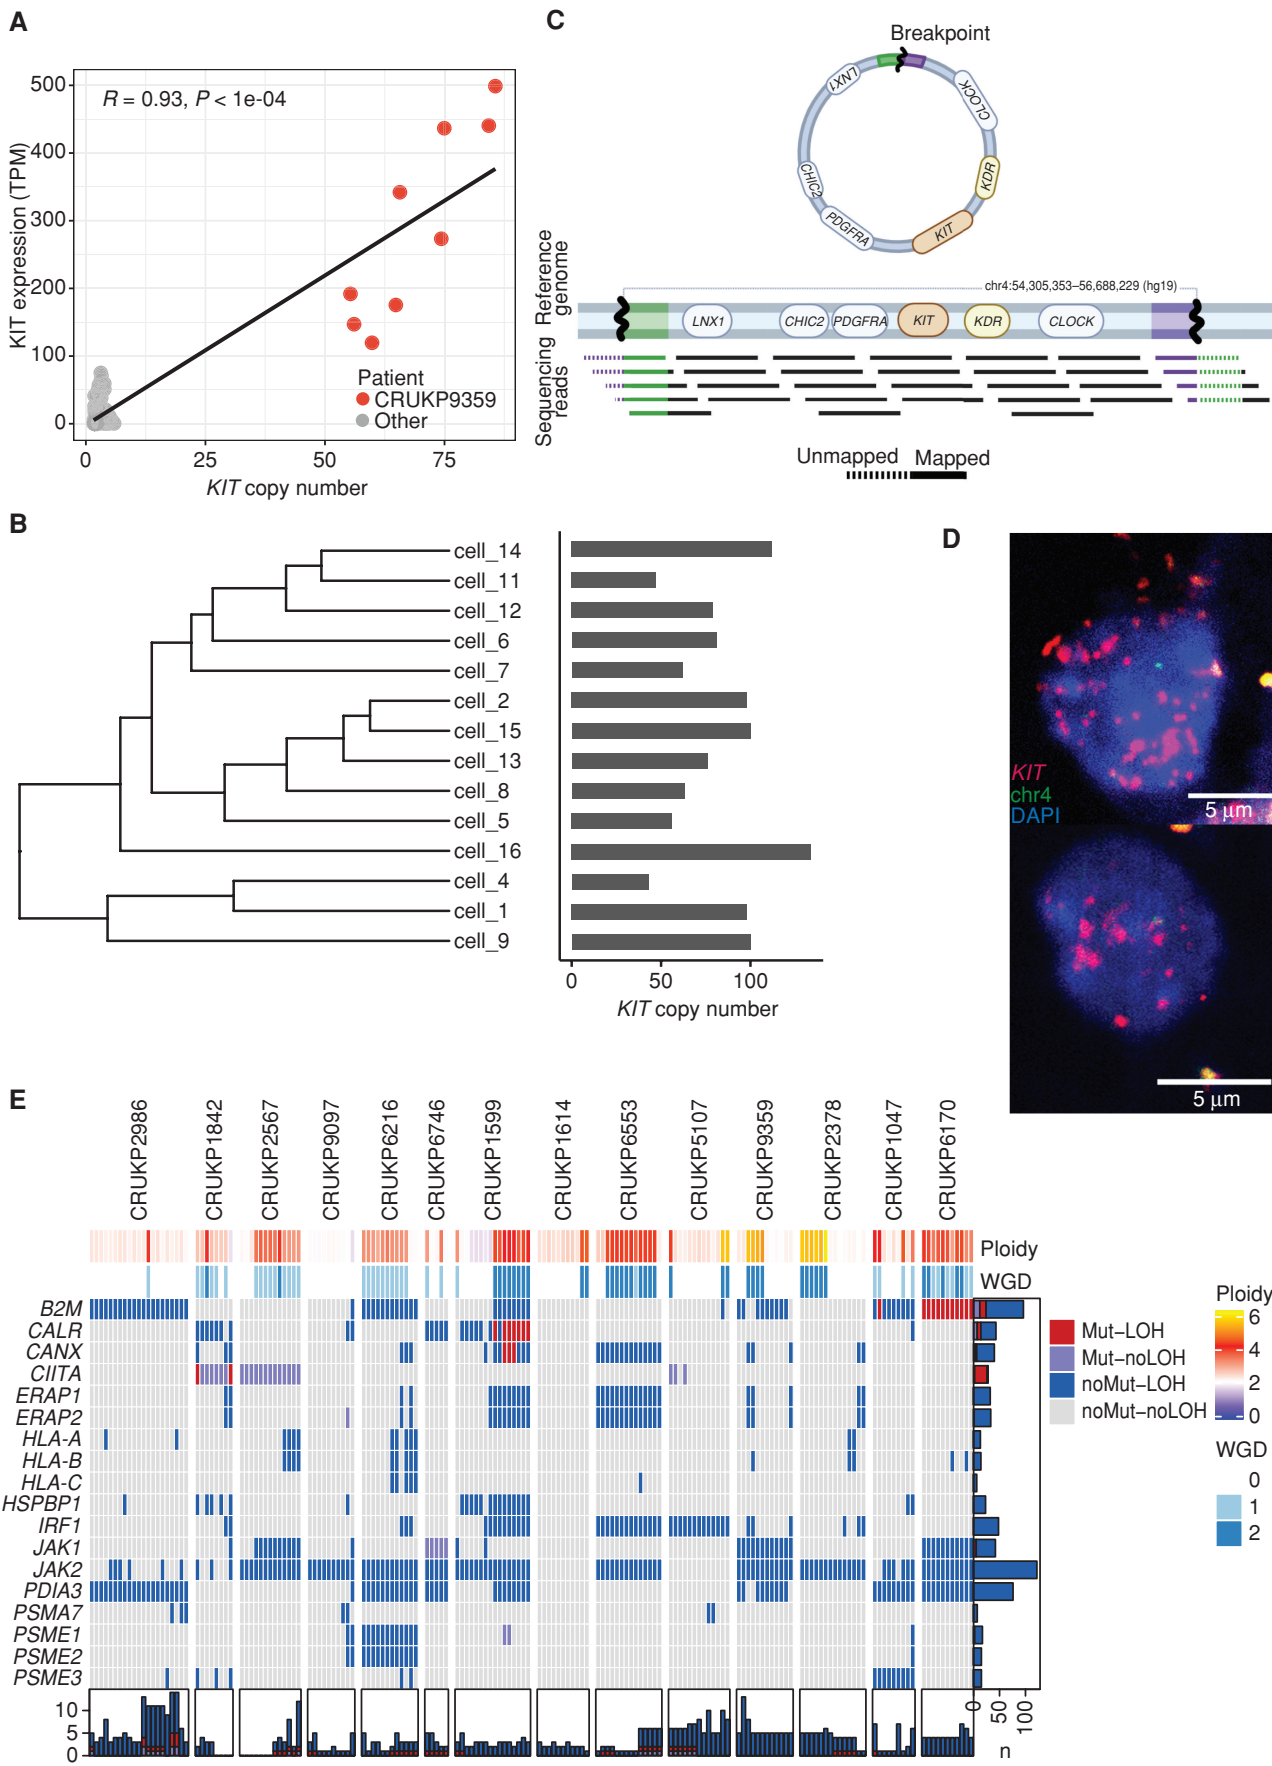 A
R = 0.93, P < 1e-04
KIT expression (TPM)
500
400
300
200
100
0
Patient
CRUKP9359
Other
0 25 50 75
KIT copy number
C
Breakpoint
LNX1
CLOCK
CHIC2
KDR
PDGFRA
KIT
Reference
genome
chr4:54,305,353–56,688,229 (hg19)
LNX1 CHIC2 PDGFRA KIT KDR CLOCK
Sequencing
reads
Unmapped Mapped
B
cell_14
cell_11
cell_12
cell_6
cell_7
cell_2
cell_15
cell_13
cell_8
cell_5
cell_16
cell_4
cell_1
cell_9
0 50 100
KIT copy number
D
KIT
chr4
DAPI
5 μm
5 μm
E
CRUKP2986
CRUKP1842
CRUKP2567
CRUKP9097
CRUKP6216
CRUKP6746
CRUKP1599
CRUKP1614
CRUKP6553
CRUKP5107
CRUKP9359
CRUKP2378
CRUKP1047
CRUKP6170
Ploidy
WGD
B2M
CALR
CANX
CIITA
ERAP1
ERAP2
HLA-A
HLA-B
HLA-C
HSPBP1
IRF1
JAK1
JAK2
PDIA3
PSMA7
PSME1
PSME2
PSME3
10
5
0
0 50 100
n
Mut–LOH
Mut–noLOH
noMut–LOH
noMut–noLOH
Ploidy
6
4
2
0
WGD
0
1
2